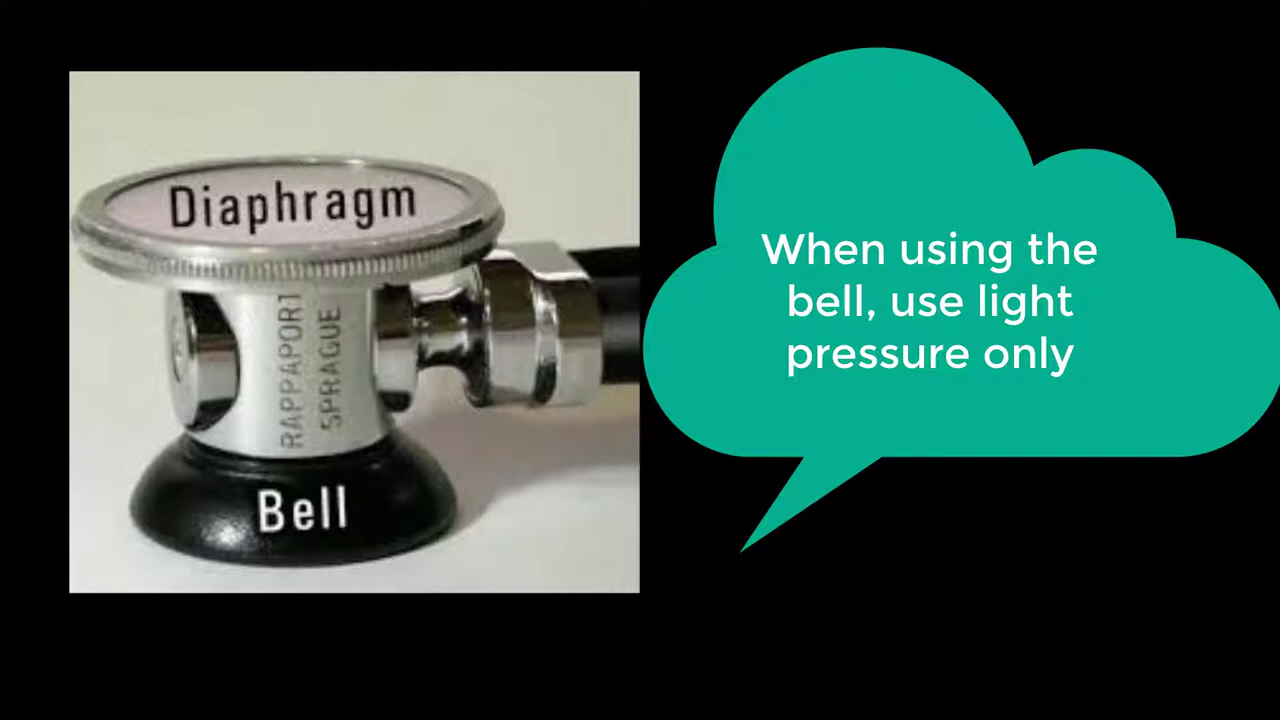 Diaphragm
RAPPAPORT
SPRAGUE
Bell
When using the
bell, use light
pressure only